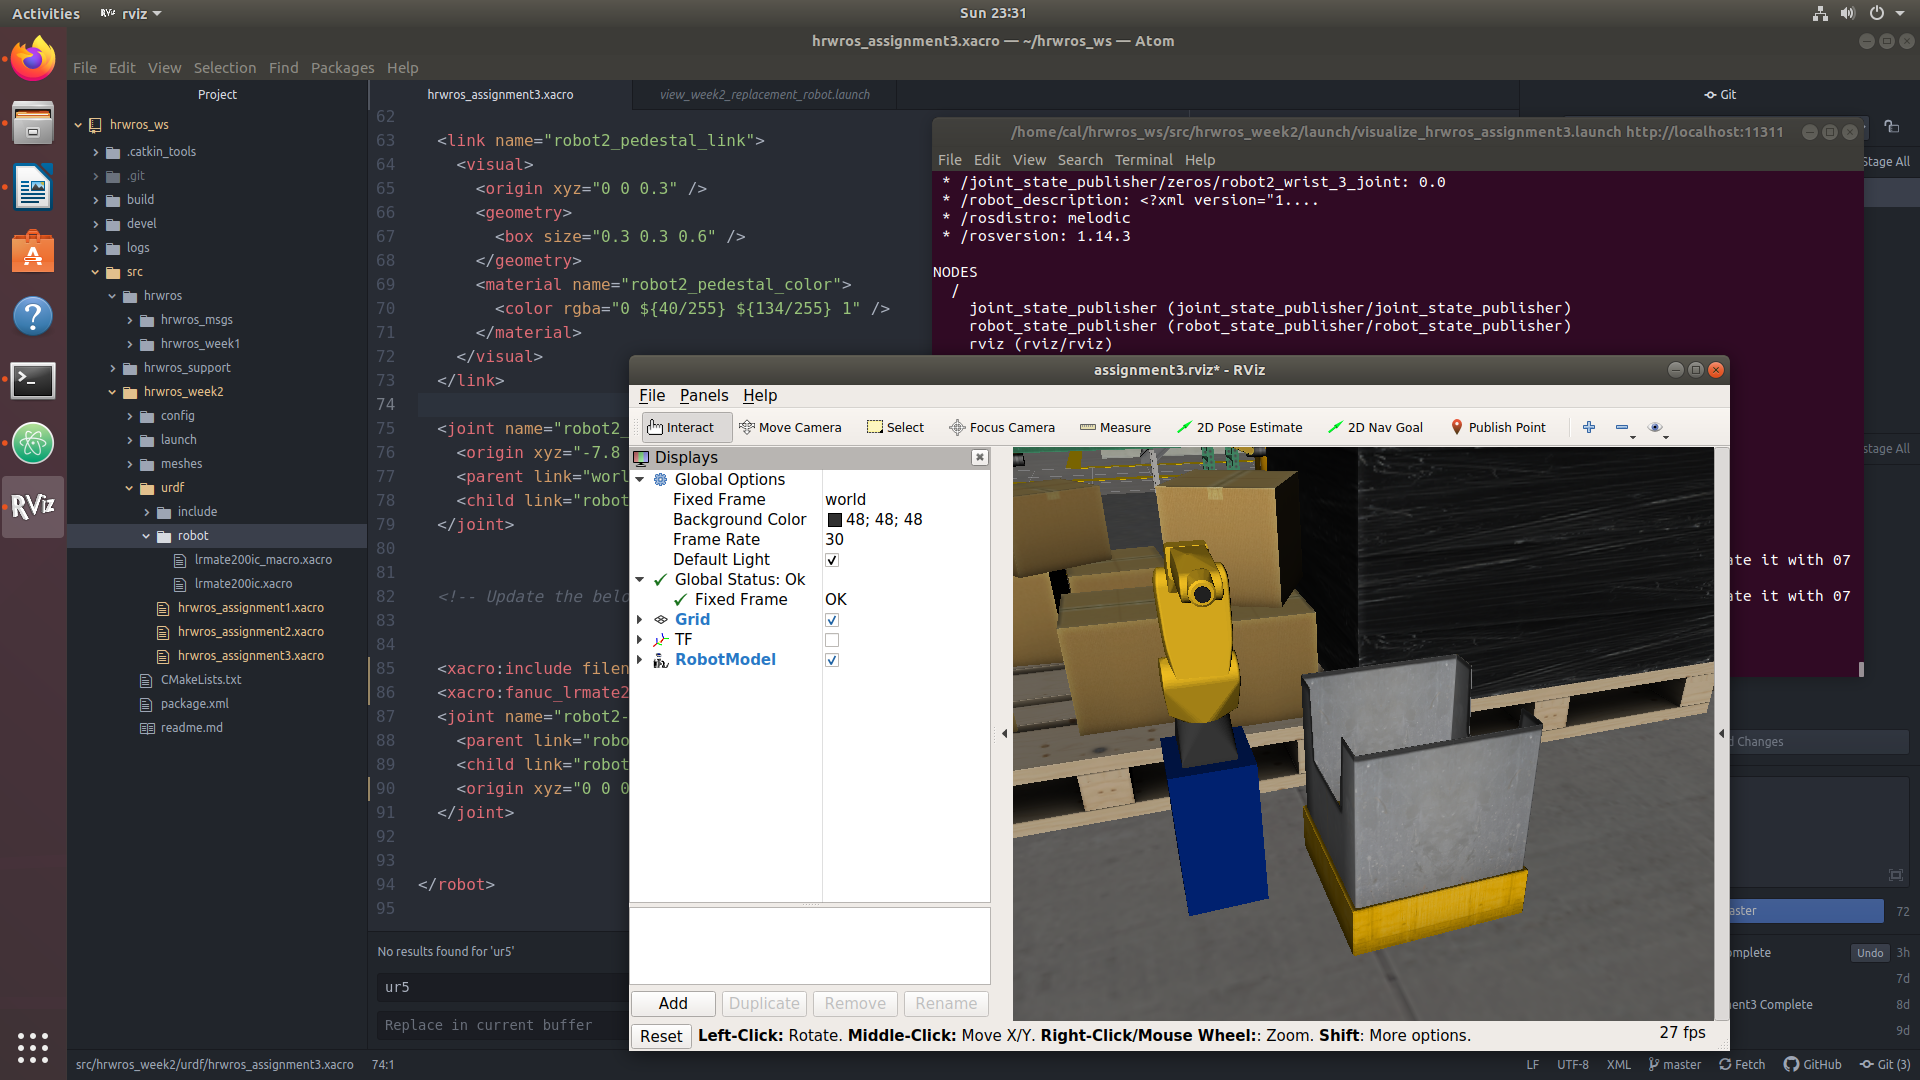 Activities
rviz
Sun 23:31
hrwros_assignment3.xacro — ~/hrwros_ws — Atom
File Edit View Selection Find Packages Help
Project
hrwros_ws
.catkin_tools
.git
build
devel
logs
src
hrwros
hrwros_msgs
hrwros_week1
hrwros_support
hrwros_week2
config
launch
meshes
urdf
include
robot
lrmate200ic_macro.xacro
lrmate200ic.xacro
hrwros_assignment1.xacro
hrwros_assignment2.xacro
hrwros_assignment3.xacro
CMakeLists.txt
package.xml
readme.md
RViz
hrwros_assignment3.xacro
view_week2_replacement_robot.launch
62
63 <link name="robot2_pedestal_link">
64 <visual>
65 <origin xyz="0 0 0.3" />
66 <geometry>
67 <box size="0.3 0.3 0.6" />
68 </geometry>
69 <material name="robot2_pedestal_color">
70 <color rgba="0 ${40/255} ${134/255} 1" />
71 </material>
72 </visual>
73 </link>
74
75 <joint name="robot2_
76 <origin xyz="-7.8
77 <parent link="worl
78 <child link="robot
79 </joint>
80
81
82 <!-- Update the belo
83
84
85 <xacro:include filen
86 <xacro:fanuc_lrmate2
87 <joint name="robot2-
88 <parent link="robo
89 <child link="robot
90 <origin xyz="0 0 0
91 </joint>
92
93
94 </robot>
95
No results found for 'ur5'
ur5
Replace in current buffer
src/hrwros_week2/urdf/hrwros_assignment3.xacro 74:1
Git
Stage All
/home/cal/hrwros_ws/src/hrwros_week2/launch/visualize_hrwros_assignment3.launch http://localhost:11311
File Edit View Search Terminal Help
* /joint_state_publisher/zeros/robot2_wrist_3_joint: 0.0
* /robot_description: <?xml version="1....
* /rosdistro: melodic
* /rosversion: 1.14.3
NODES
/
joint_state_publisher (joint_state_publisher/joint_state_publisher)
robot_state_publisher (robot_state_publisher/robot_state_publisher)
rviz (rviz/rviz)
ate it with 07
ate it with 07
assignment3.rviz* - RViz
File Panels Help
Interact Move Camera Select Focus Camera Measure 2D Pose Estimate 2D Nav Goal Publish Point
Displays
Global Options
Fixed Frame world
Background Color 48; 48; 48
Frame Rate 30
Default Light
Global Status: Ok
Fixed Frame OK
Grid
TF
RobotModel
Add Duplicate Remove Rename
Reset Left-Click: Rotate. Middle-Click: Move X/Y. Right-Click/Mouse Wheel:: Zoom. Shift: More options.
27 fps
stage All
d Changes
aster 72
omplete Undo 3h
7d
ment3 Complete 8d
9d
LF UTF-8 XML master Fetch GitHub Git (3)